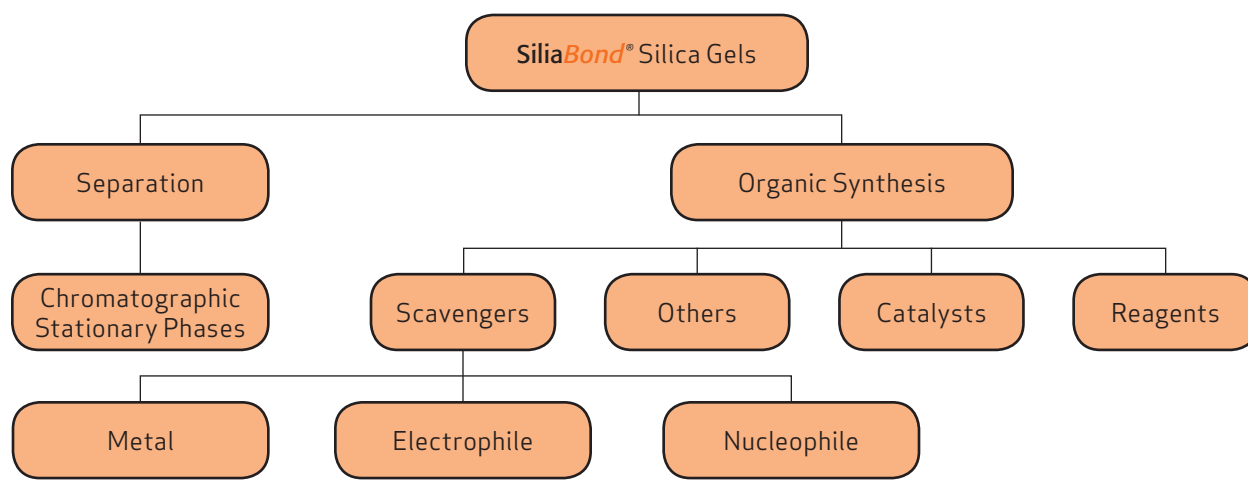 SiliaBond® Silica Gels
Separation
Organic Synthesis
Chromatographic
Stationary Phases
Scavengers
Others
Catalysts
Reagents
Metal
Electrophile
Nucleophile